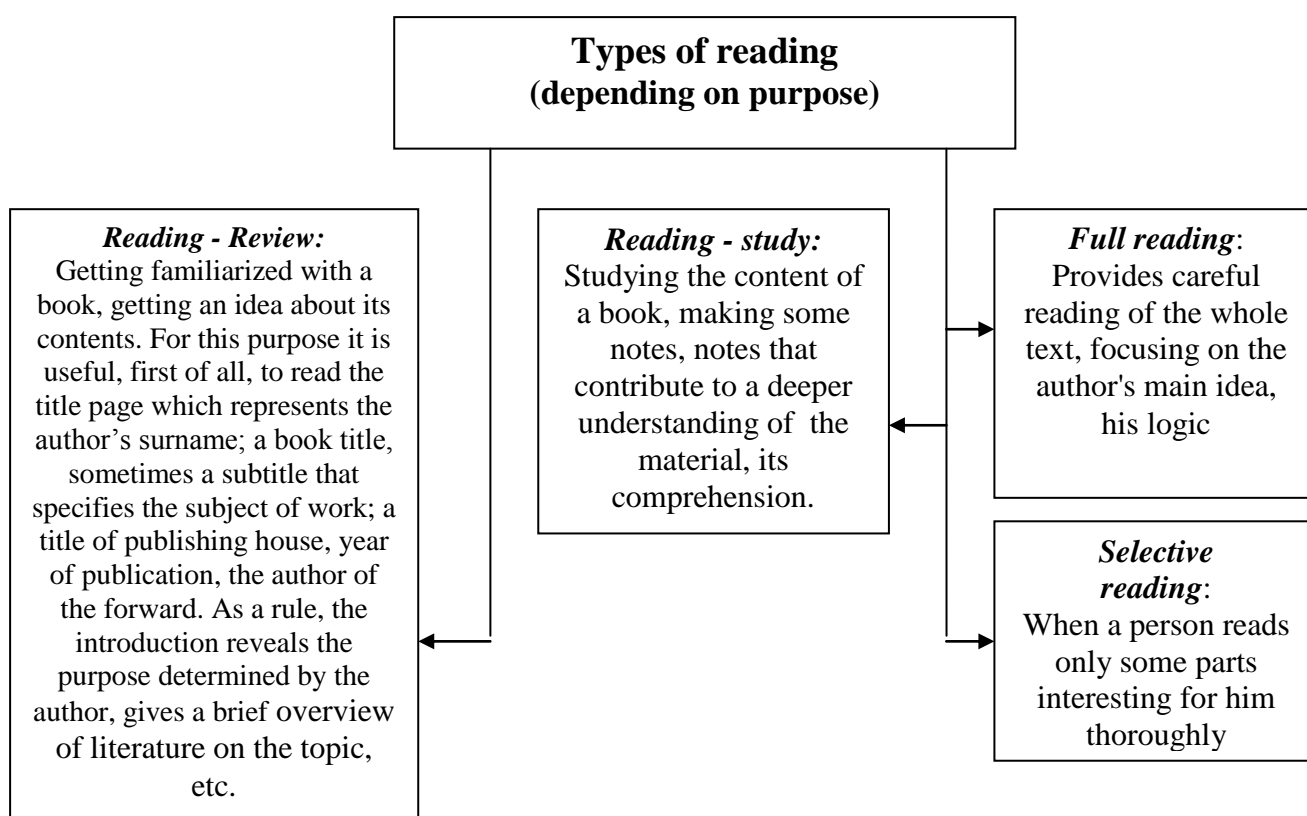 Types of reading
(depending on purpose)
Reading - Review:
Getting familiarized with a
book, getting an idea about its
contents. For this purpose it is
useful, first of all, to read the
title page which represents the
author’s surname; a book title,
sometimes a subtitle that
specifies the subject of work; a
title of publishing house, year
of publication, the author of
the forward. As a rule, the
introduction reveals the
purpose determined by the
author, gives a brief overview
of literature on the topic,
etc.
Reading - study:
Studying the content of
a book, making some
notes, notes that
contribute to a deeper
understanding of the
material, its
comprehension.
Full reading:
Provides careful
reading of the whole
text, focusing on the
author's main idea,
his logic
Selective
reading:
When a person reads
only some parts
interesting for him
thoroughly